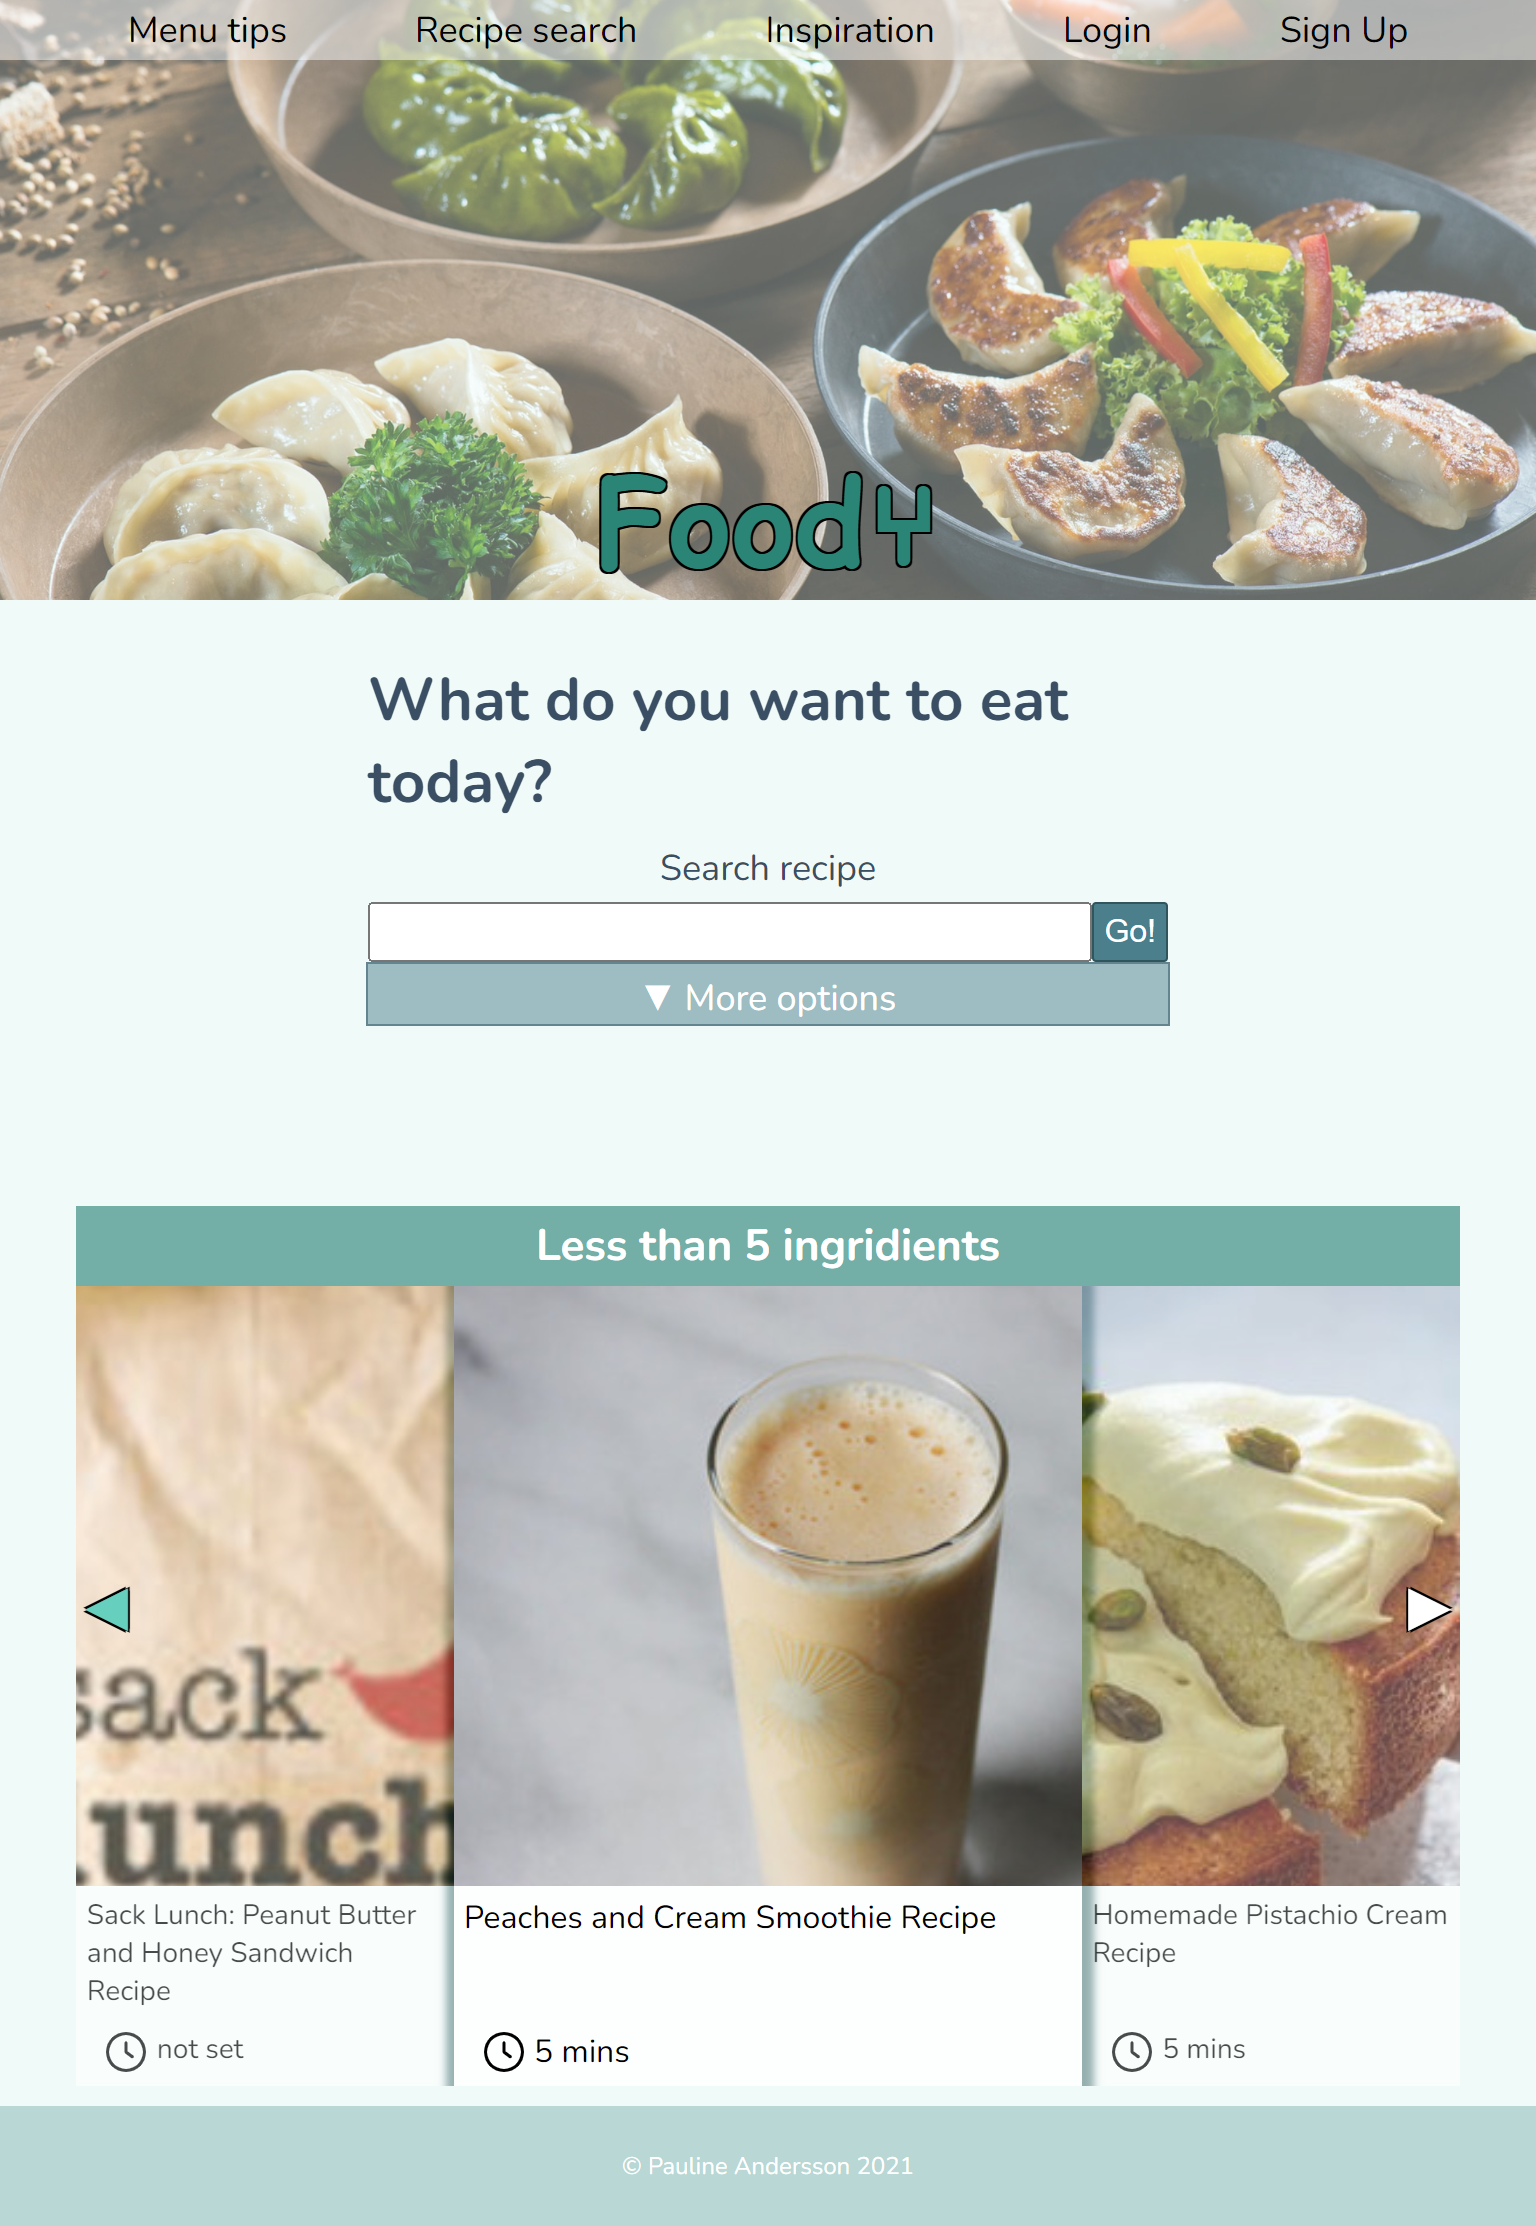 Menu tips
Recipe search
Inspiration
Login
Sign Up
Food4
What do you want to eat
today?
Search recipe
Go!
▼ More options
Less than 5 ingridients
sack
lunch
Sack Lunch: Peanut Butter
and Honey Sandwich
Recipe
not set
Peaches and Cream Smoothie Recipe
5 mins
Homemade Pistachio Cream
Recipe
5 mins
© Pauline Andersson 2021